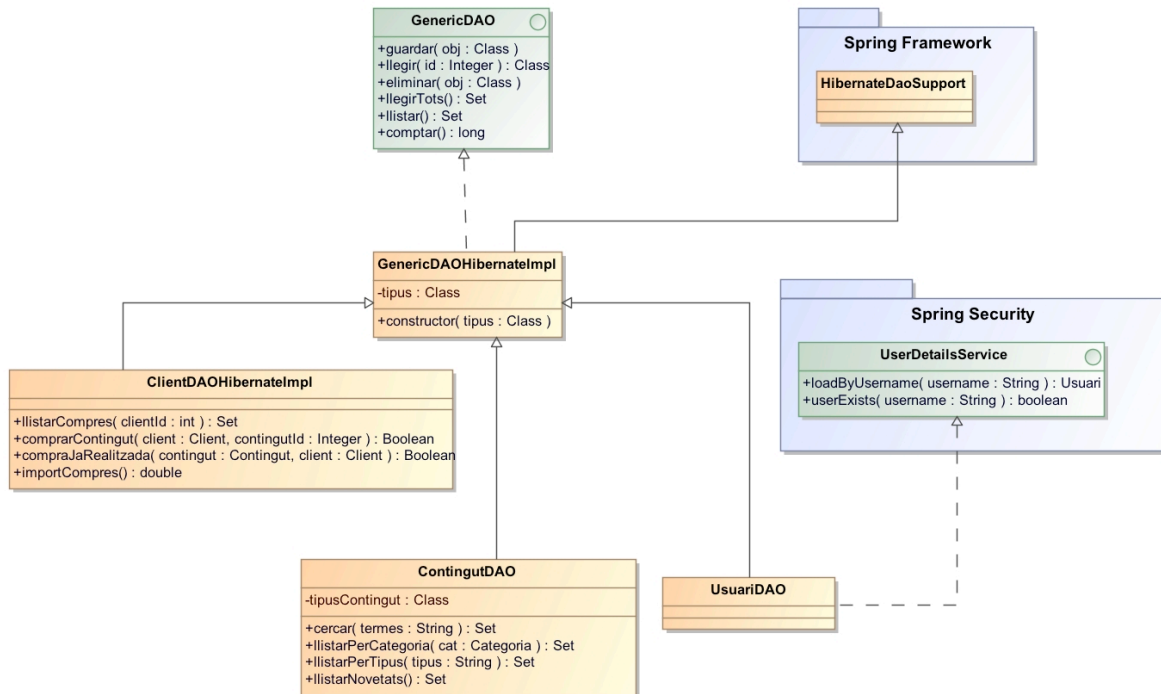 GenericDAO
+guardar( obj : Class )
+llegir( id : Integer ) : Class
+eliminar( obj : Class )
+llegirTots() : Set
+llistar() : Set
+comptar() : long
Spring Framework
HibernateDaoSupport
GenericDAOHibernateImpl
-tipus : Class
+constructor( tipus : Class )
Spring Security
UserDetailsService
+loadByUsername( username : String ) : Usuari
+userExists( username : String ) : boolean
ClientDAOHibernateImpl
+llistarCompres( clientId : int ) : Set
+comprarContingut( client : Client, contingutId : Integer ) : Boolean
+compraJaRealitzada( contingut : Contingut, client : Client ) : Boolean
+importCompres() : double
ContingutDAO
-tipusContingut : Class
+cercar( termes : String ) : Set
+llistarPerCategoria( cat : Categoria ) : Set
+llistarPerTipus( tipus : String ) : Set
+llistarNovetats() : Set
UsuariDAO